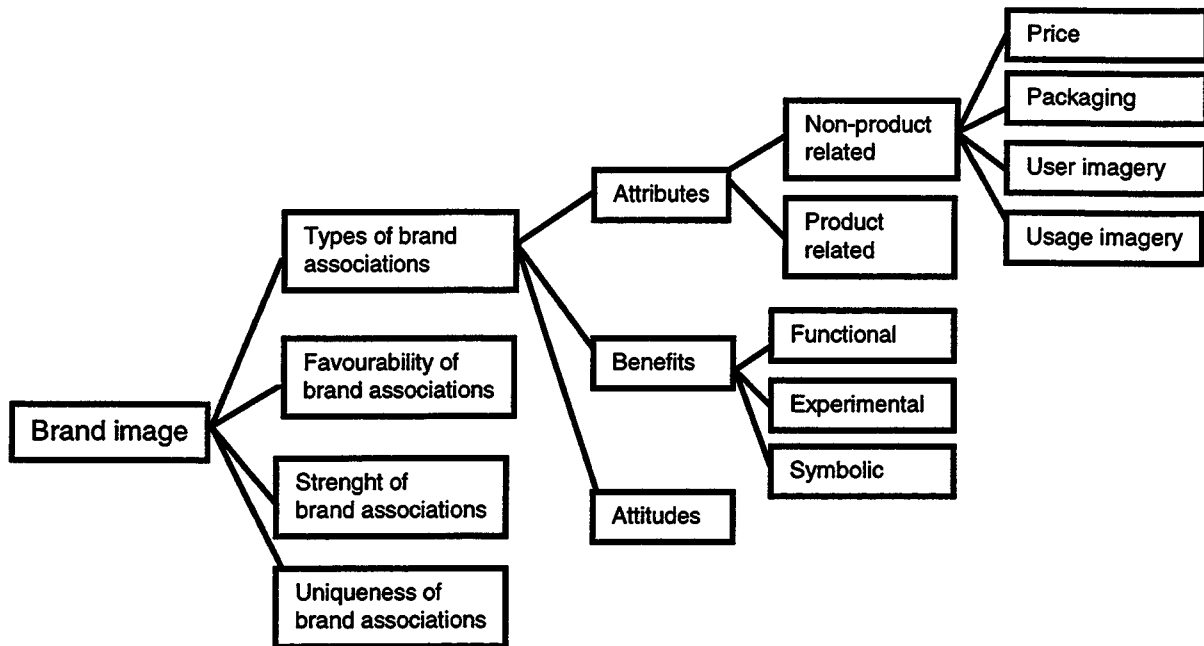 Brand image
Types of brand
associations
Favourability of
brand associations
Strenght of
brand associations
Uniqueness of
brand associations
Attributes
Benefits
Attitudes
Non-product
related
Product
related
Functional
Experimental
Symbolic
Price
Packaging
User imagery
Usage imagery